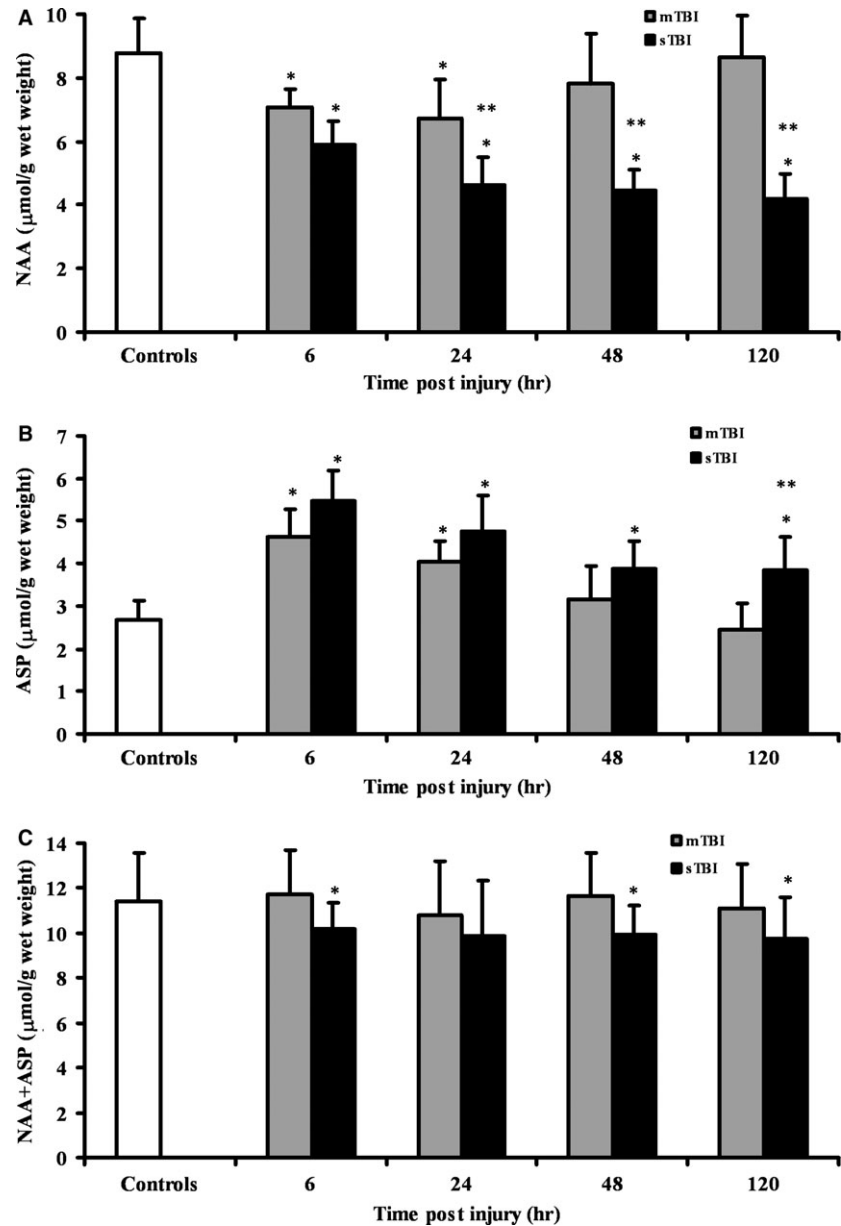 A
mTBI
sTBI
10
8
6
4
2
0
NAA (μmol/g wet weight)
* * * ** * ** * ** *
Controls 6 24 48 120
Time post injury (hr)
B
mTBI
sTBI
7
6
5
4
3
2
1
0
ASP (μmol/g wet weight)
* * * * * ** *
Controls 6 24 48 120
Time post injury (hr)
C
mTBI
sTBI
14
12
10
8
6
4
2
0
NAA+ASP (μmol/g wet weight)
* * *
Controls 6 24 48 120
Time post injury (hr)